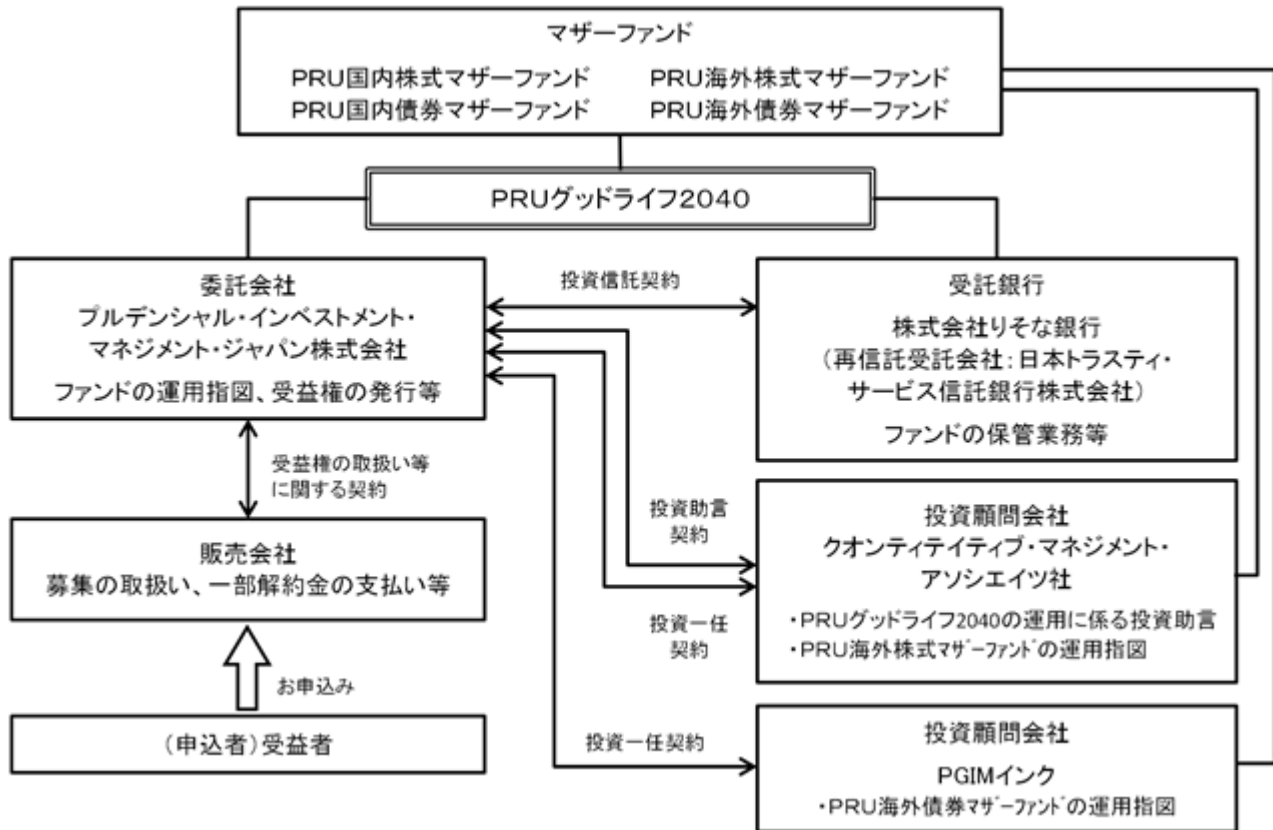 マザーファンド
PRU国内株式マザーファンド PRU海外株式マザーファンド
PRU国内債券マザーファンド PRU海外債券マザーファンド
PRUグッドライフ2040
委託会社
プルデンシャル・インベストメント・
マネジメント・ジャパン株式会社
ファンドの運用指図、受益権の発行等
投資信託契約
受託銀行
株式会社りそな銀行
(再信託受託会社:日本トラスティ・
サービス信託銀行株式会社)
ファンドの保管業務等
受益権の取扱い等
に関する契約
販売会社
募集の取扱い、一部解約金の支払い等
お申込み
(申込者)受益者
投資助言
契約
投資一任
契約
投資顧問会社
クオンティテイティブ・マネジメント・
アソシエイツ社
・PRUグッドライフ2040の運用に係る投資助言
・PRU海外株式マザーファンドの運用指図
投資一任契約
投資顧問会社
PGIMインク
・PRU海外債券マザーファンドの運用指図